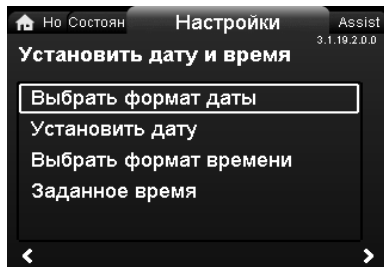 Но Состоян Настройки Assist
3.1.19.2.0.0
Установить дату и время
Выбрать формат даты
Установить дату
Выбрать формат времени
Заданное время